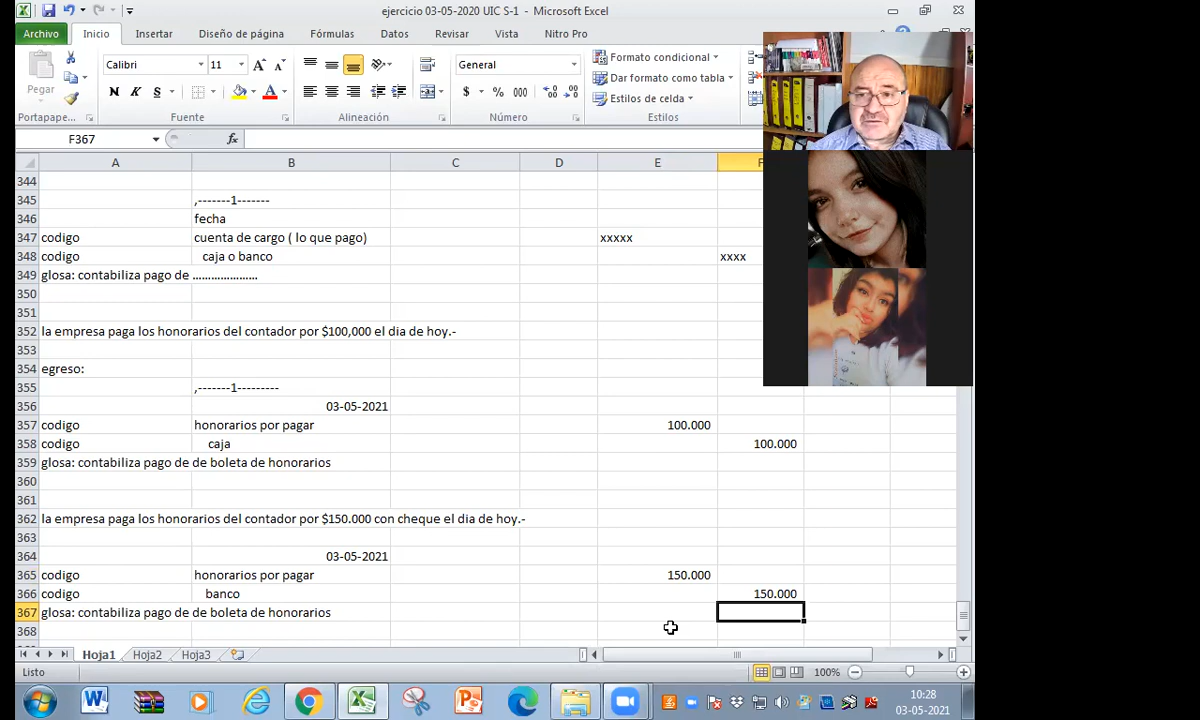 ejercicio 03-05-2020 UIC S-1 - Microsoft Excel
Archivo Inicio Insertar Diseño de página Fórmulas Datos Revisar Vista Nitro Pro
Calibri 11 General Formato condicional
Pegar Dar formato como tabla
N K S $ % 000 Estilos de celda
Portapape... Fuente Alineación Número Estilos
F367 fx
A B C D E F
344
345 ,-------1-------
346 fecha
347 codigo cuenta de cargo ( lo que pago) xxxxx
348 codigo caja o banco xxxx
349 glosa: contabiliza pago de .....................
350
351
352 la empresa paga los honorarios del contador por $100,000 el dia de hoy.-
353
354 egreso:
355 ,-------1---------
356 03-05-2021
357 codigo honorarios por pagar 100.000
358 codigo caja 100.000
359 glosa: contabiliza pago de de boleta de honorarios
360
361
362 la empresa paga los honorarios del contador por $150.000 con cheque el dia de hoy.-
363
364 03-05-2021
365 codigo honorarios por pagar 150.000
366 codigo banco 150.000
367 glosa: contabiliza pago de de boleta de honorarios
368
Hoja1 Hoja2 Hoja3
Listo 100%
10:28
03-05-2021